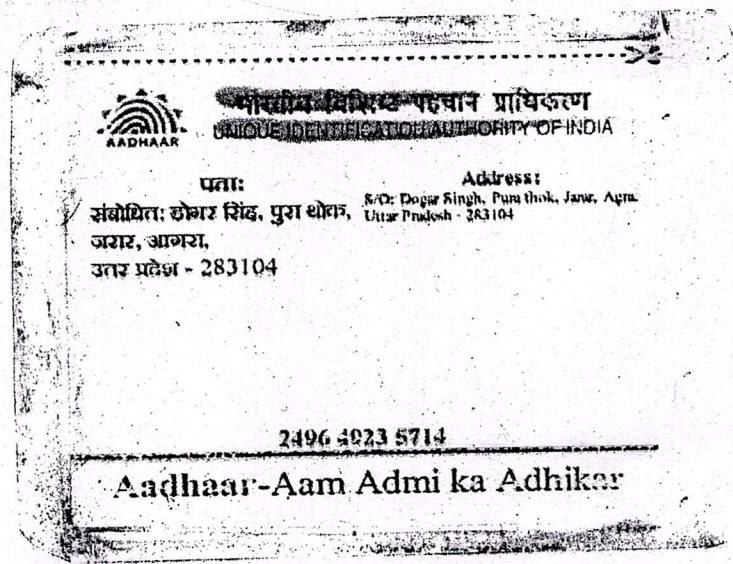 भारतीय विशिष्ट पहचान प्राधिकरण
UNIQUE IDENTIFICATION AUTHORITY OF INDIA
AADHAAR
पता:
संबोधित: डोगर सिंह, पुरा थोक,
जरार, आगरा,
उत्तर प्रदेश - 283104
Address:
S/O: Dogar Singh, Pura thok, Jarar, Agra.
Uttar Pradesh - 283104
2496 4923 5714
Aadhaar-Aam Admi ka Adhikar